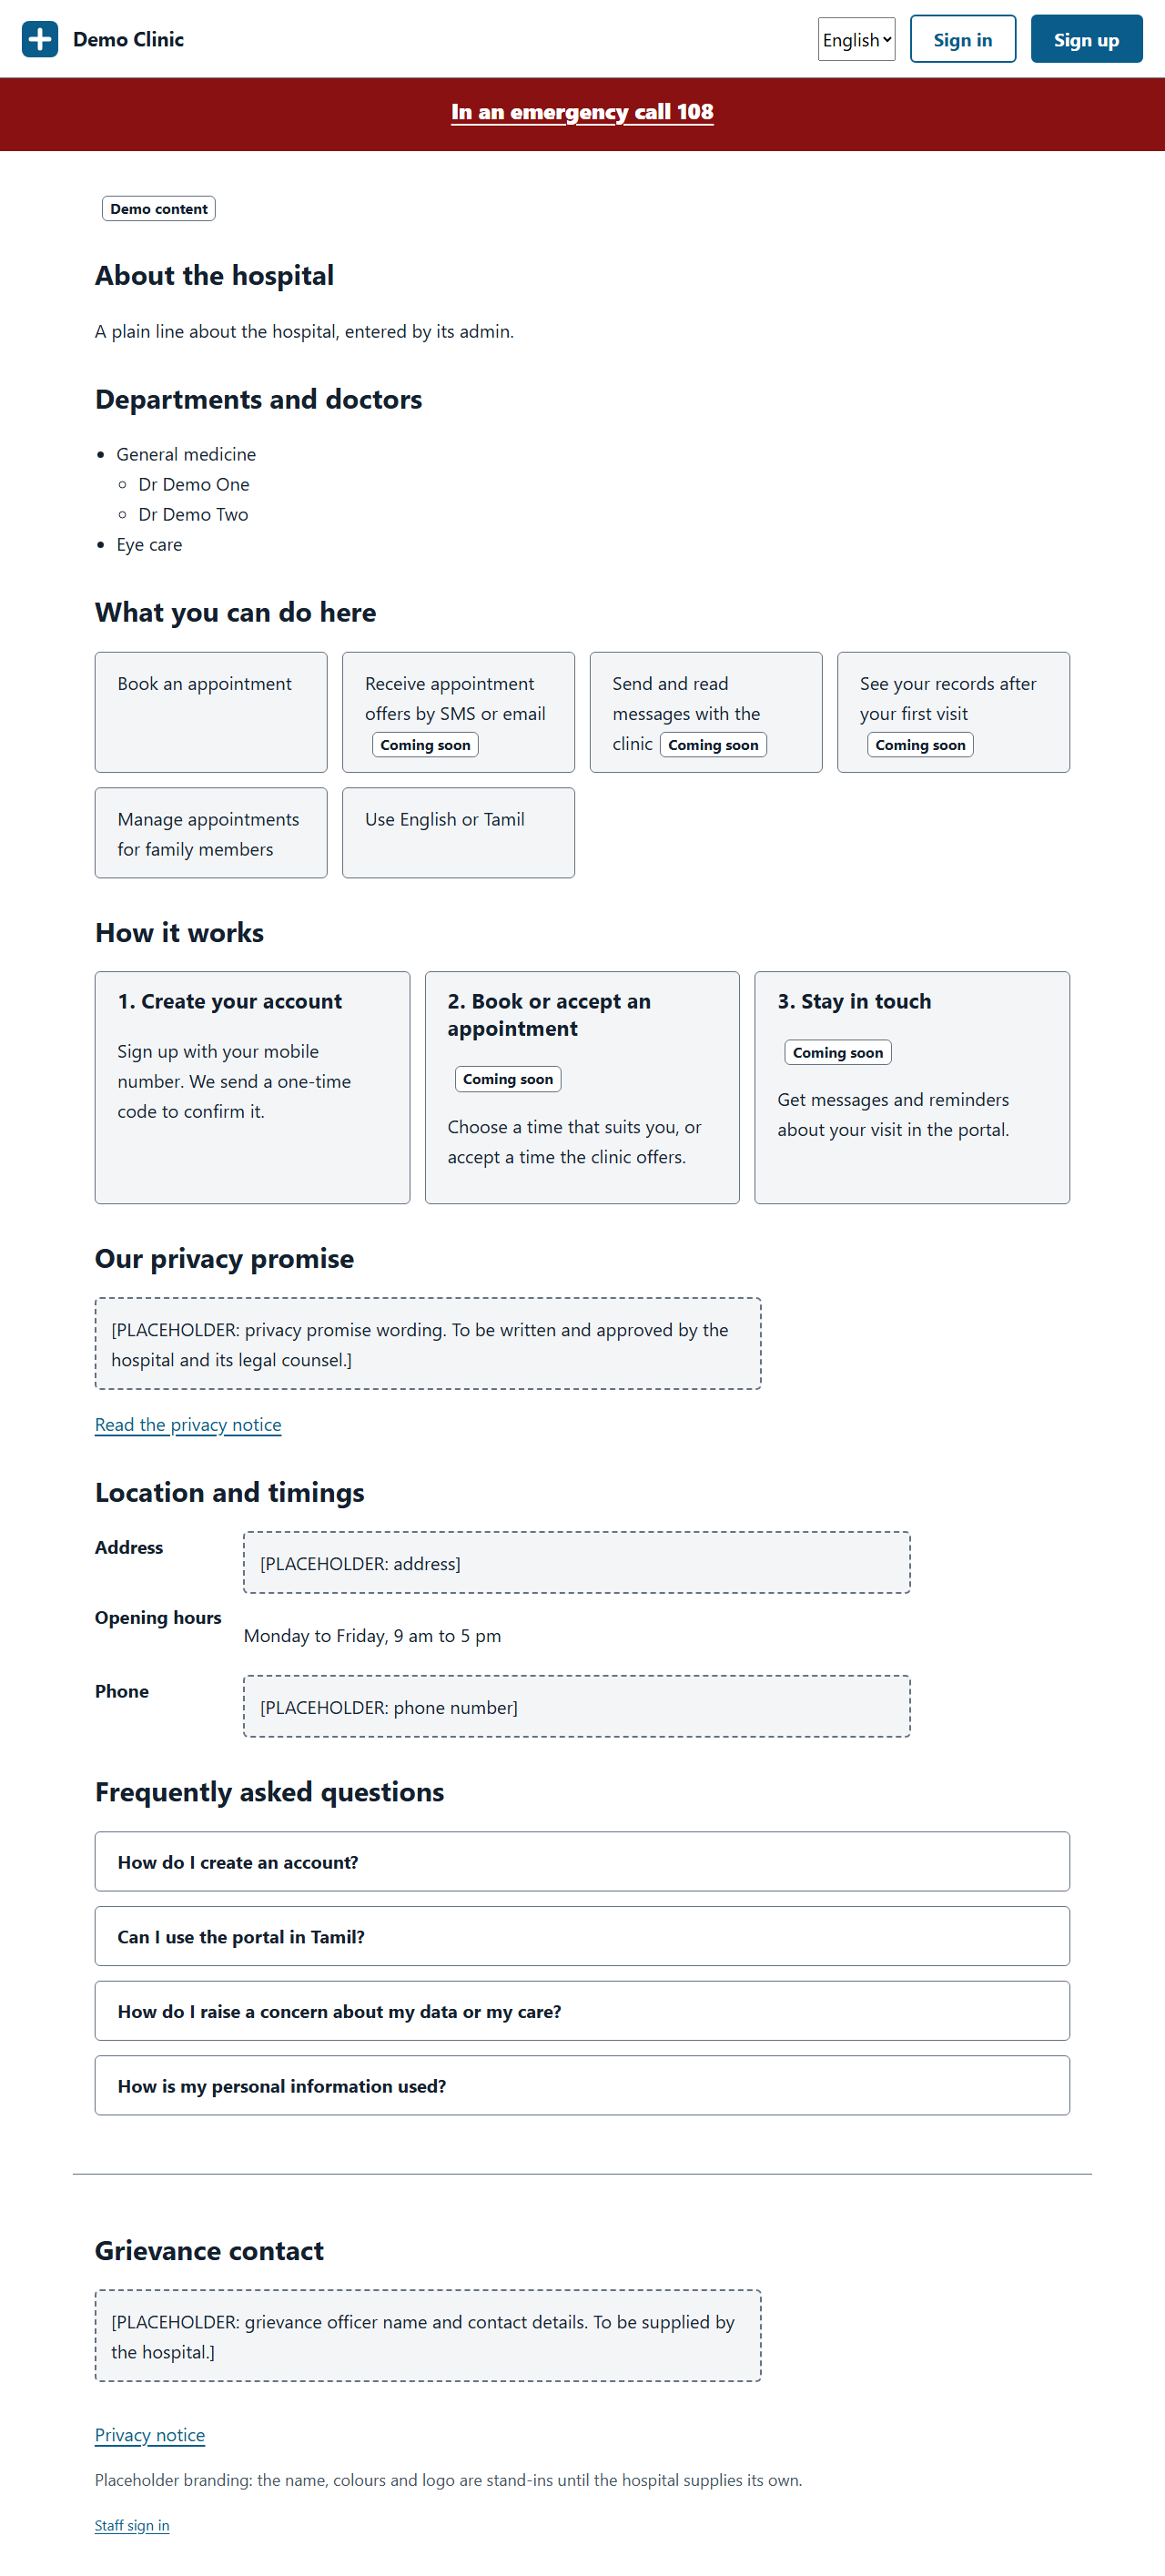 Demo Clinic
English
Sign in
Sign up
In an emergency call 108
Demo content
About the hospital
A plain line about the hospital, entered by its admin.
Departments and doctors
General medicine
Dr Demo One
Dr Demo Two
Eye care
What you can do here
Book an appointment
Receive appointment
offers by SMS or email
Coming soon
Send and read
messages with the
clinic Coming soon
See your records after
your first visit
Coming soon
Manage appointments
for family members
Use English or Tamil
How it works
1. Create your account
Sign up with your mobile
number. We send a one-time
code to confirm it.
2. Book or accept an
appointment
Coming soon
Choose a time that suits you, or
accept a time the clinic offers.
3. Stay in touch
Coming soon
Get messages and reminders
about your visit in the portal.
Our privacy promise
[PLACEHOLDER: privacy promise wording. To be written and approved by the
hospital and its legal counsel.]
Read the privacy notice
Location and timings
Address
[PLACEHOLDER: address]
Opening hours
Monday to Friday, 9 am to 5 pm
Phone
[PLACEHOLDER: phone number]
Frequently asked questions
How do I create an account?
Can I use the portal in Tamil?
How do I raise a concern about my data or my care?
How is my personal information used?
Grievance contact
[PLACEHOLDER: grievance officer name and contact details. To be supplied by
the hospital.]
Privacy notice
Placeholder branding: the name, colours and logo are stand-ins until the hospital supplies its own.
Staff sign in